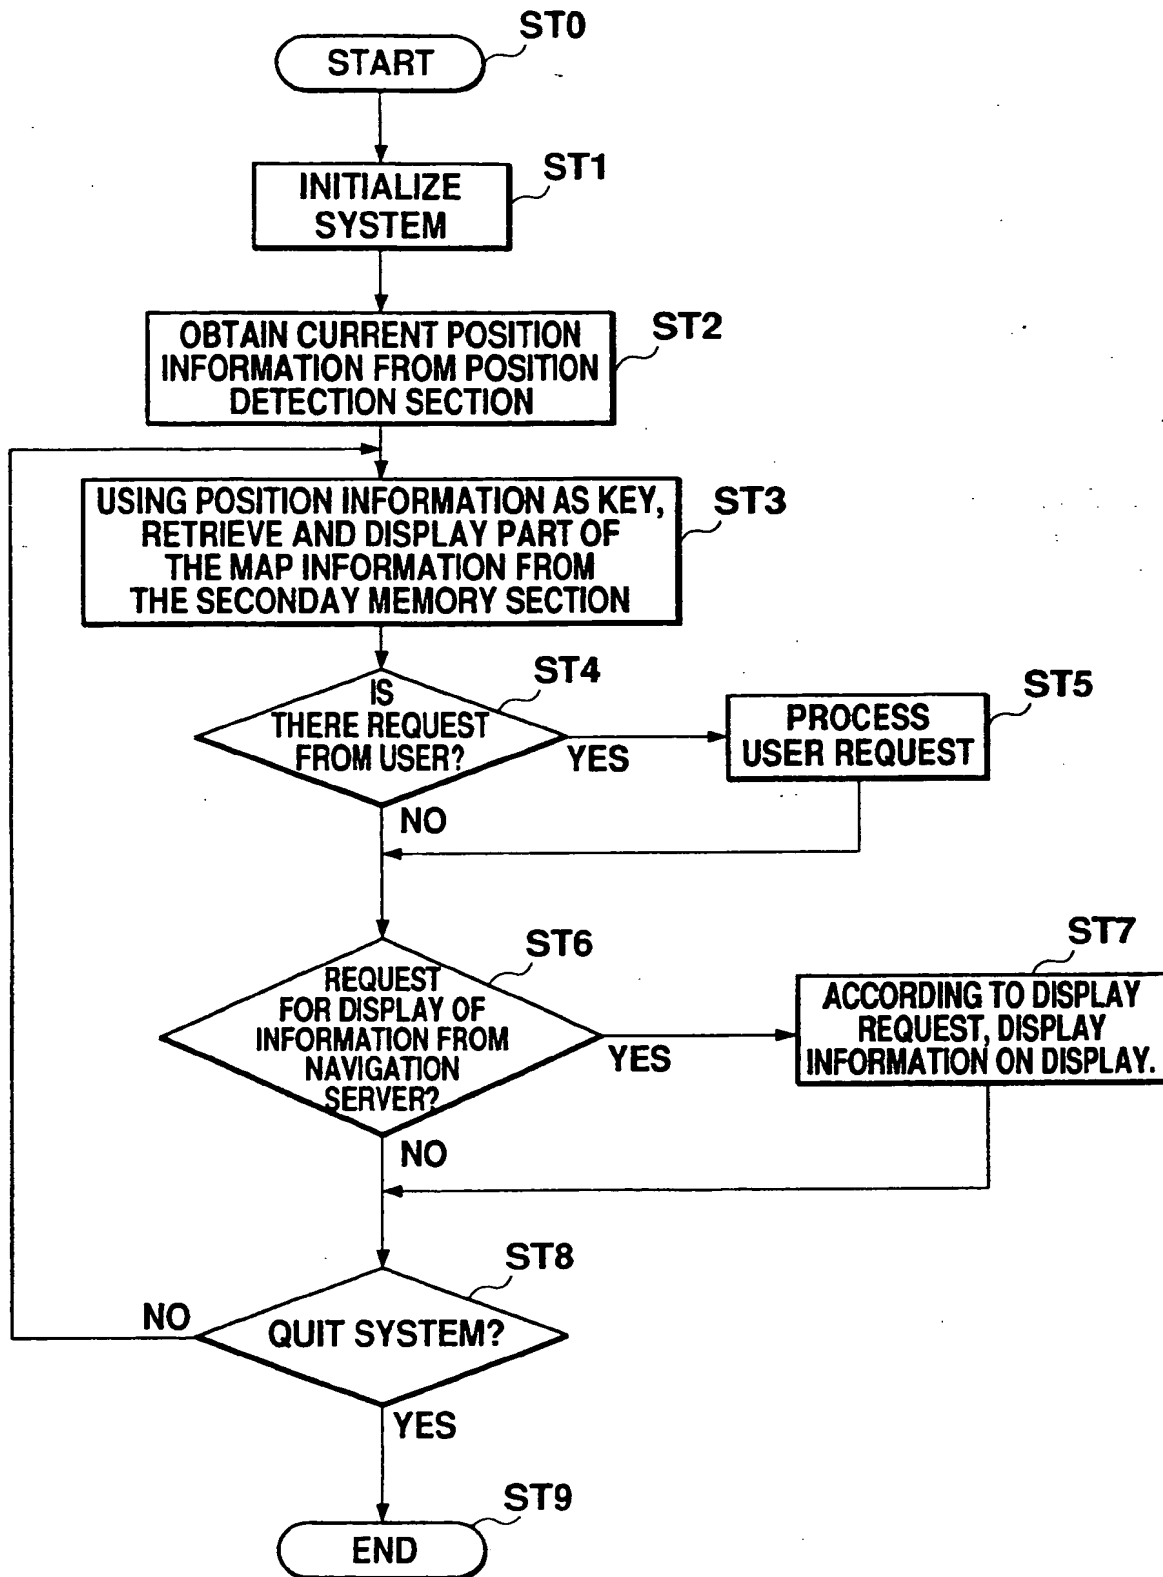 ST0
START
ST1
INITIALIZE
SYSTEM
ST2
OBTAIN CURRENT POSITION
INFORMATION FROM POSITION
DETECTION SECTION
ST3
USING POSITION INFORMATION AS KEY,
RETRIEVE AND DISPLAY PART OF
THE MAP INFORMATION FROM
THE SECONDAY MEMORY SECTION
ST4
IS
THERE REQUEST
FROM USER?
YES
NO
ST5
PROCESS
USER REQUEST
ST6
REQUEST
FOR DISPLAY OF
INFORMATION FROM
NAVIGATION
SERVER?
YES
NO
ST7
ACCORDING TO DISPLAY
REQUEST, DISPLAY
INFORMATION ON DISPLAY.
ST8
QUIT SYSTEM?
NO
YES
ST9
END